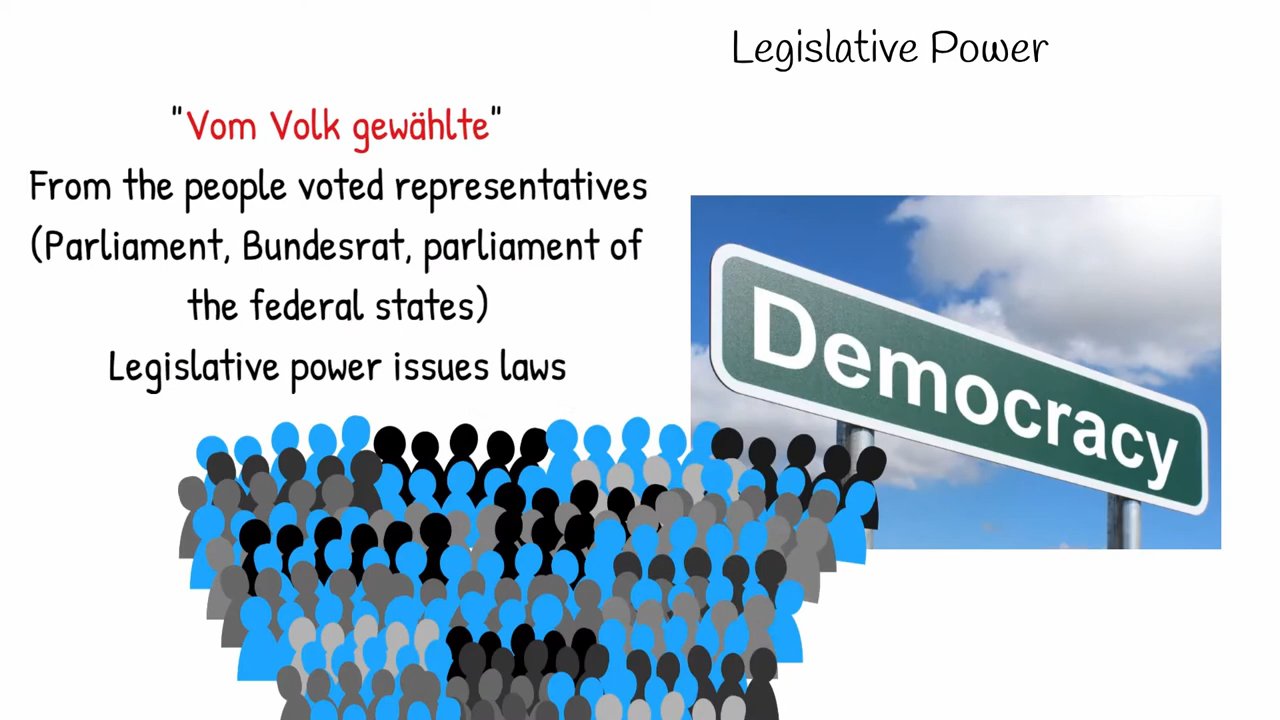 Legislative Power
"Vom Volk gewählte"
From the people voted representatives
(Parliament, Bundesrat, parliament of
the federal states)
Legislative power issues laws
Democracy